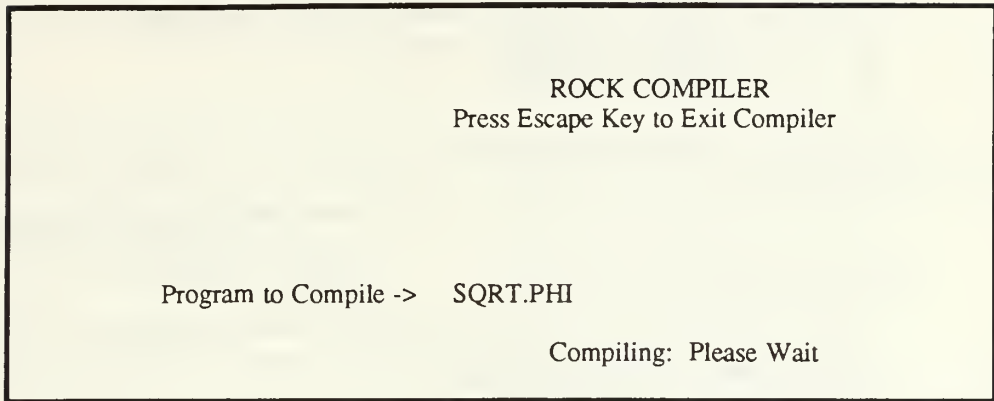 ROCK COMPILER
Press Escape Key to Exit Compiler
Program to Compile -> SQRT.PHI
Compiling: Please Wait